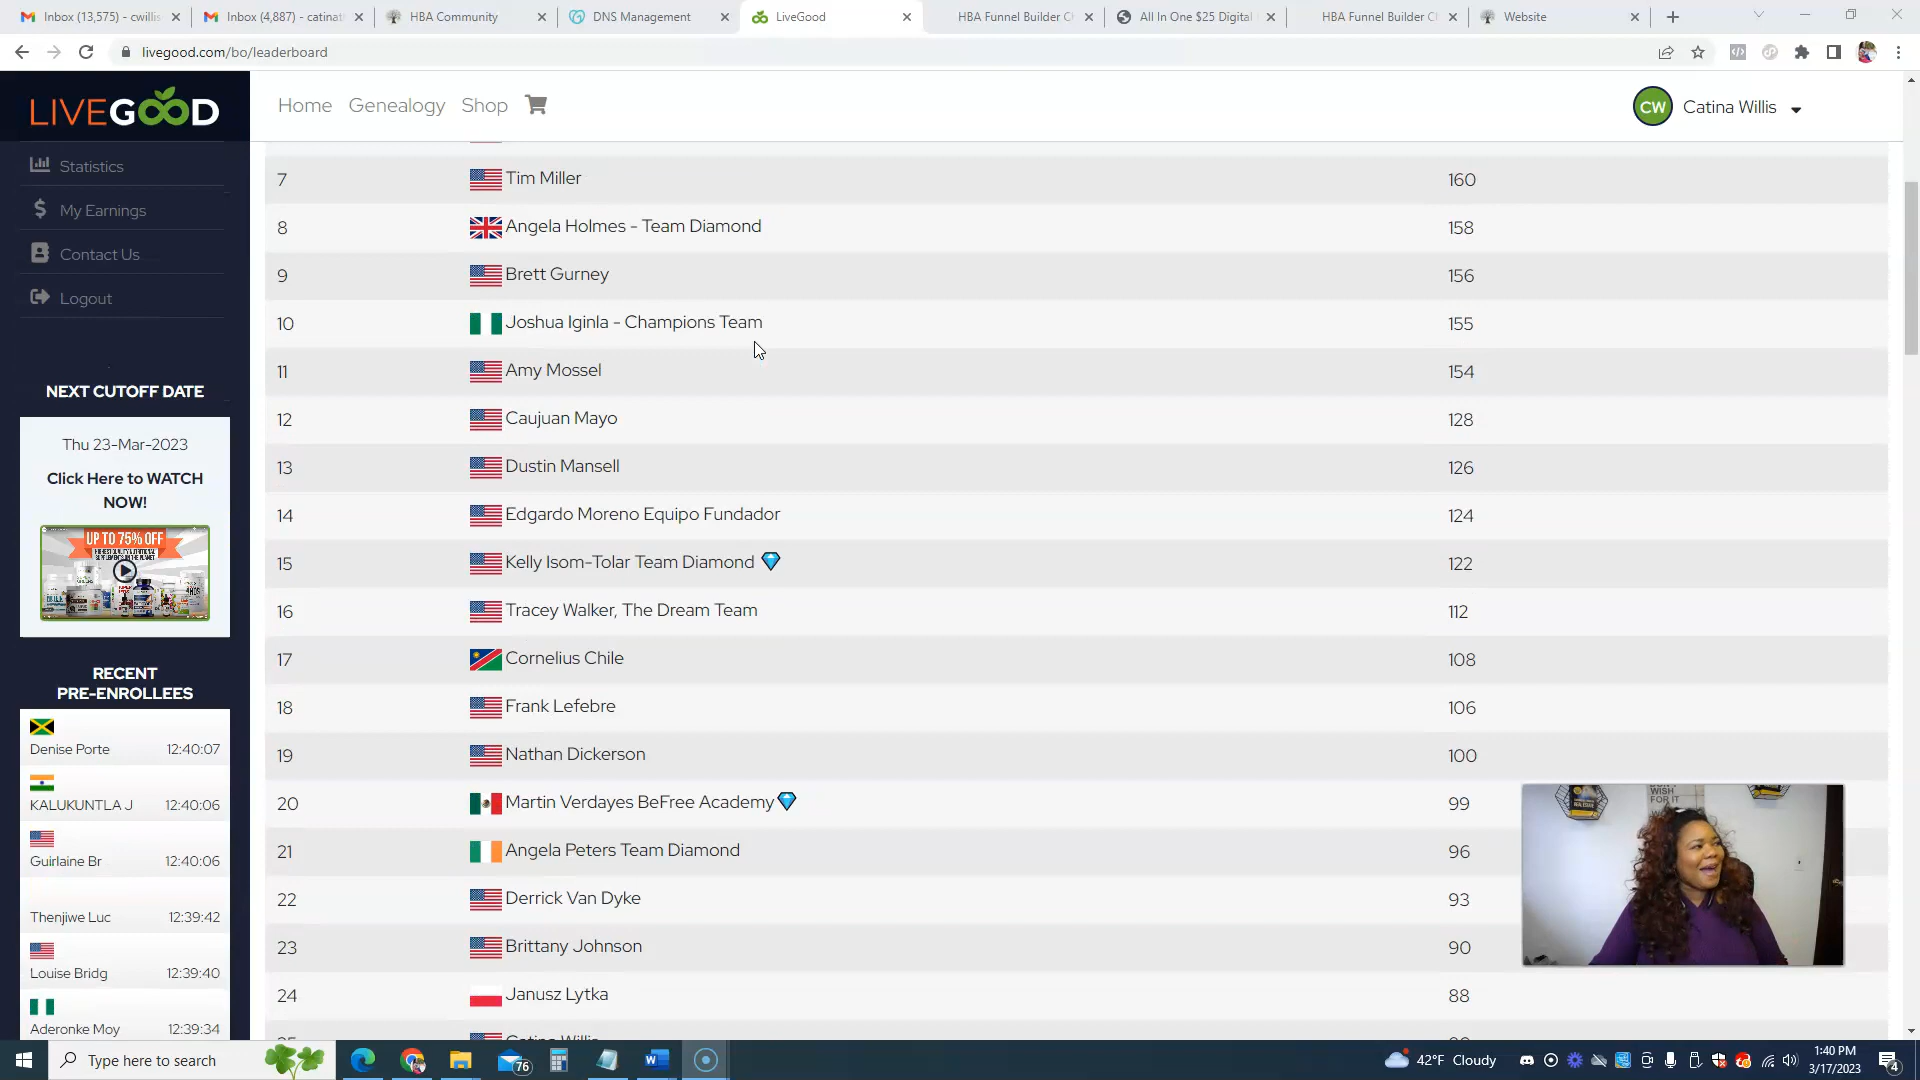 Inbox (13,575) - cwillis
Inbox (4,887) - catinat
HBA Community
DNS Management
LiveGood
HBA Funnel Builder C
All In One $25 Digital
HBA Funnel Builder C
Website
livegood.com/bo/leaderboard
LIVEGOOD
Home Genealogy Shop
CW Catina Willis
Statistics
My Earnings
Contact Us
Logout
NEXT CUTOFF DATE
Thu 23-Mar-2023
Click Here to WATCH
NOW!
UP TO 75% OFF
HIGHEST QUALITY NUTRITIONAL
SUPPLEMENTS ON THE PLANET
RECENT
PRE-ENROLLEES
Denise Porte 12:40:07
KALUKUNTLA J 12:40:06
Guirlaine Br 12:40:06
Thenjiwe Luc 12:39:42
Louise Bridg 12:39:40
Aderonke Moy 12:39:34
7 Tim Miller 160
8 Angela Holmes - Team Diamond 158
9 Brett Gurney 156
10 Joshua Iginla - Champions Team 155
11 Amy Mossel 154
12 Caujuan Mayo 128
13 Dustin Mansell 126
14 Edgardo Moreno Equipo Fundador 124
15 Kelly Isom-Tolar Team Diamond 122
16 Tracey Walker, The Dream Team 112
17 Cornelius Chile 108
18 Frank Lefebre 106
19 Nathan Dickerson 100
20 Martin Verdayes BeFree Academy 99
21 Angela Peters Team Diamond 96
22 Derrick Van Dyke 93
23 Brittany Johnson 90
24 Janusz Lytka 88
DON'T
WISH
FOR IT
Type here to search
76
42°F Cloudy
1:40 PM
3/17/2023
4